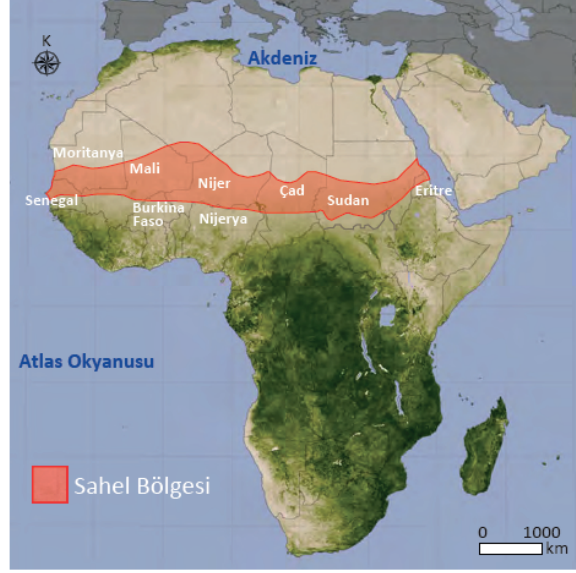 K
Akdeniz
Moritanya
Mali
Nijer
Çad
Sudan
Eritre
Senegal
Burkina
Faso
Nijerya
Atlas Okyanusu
Sahel Bölgesi
0 1000
km